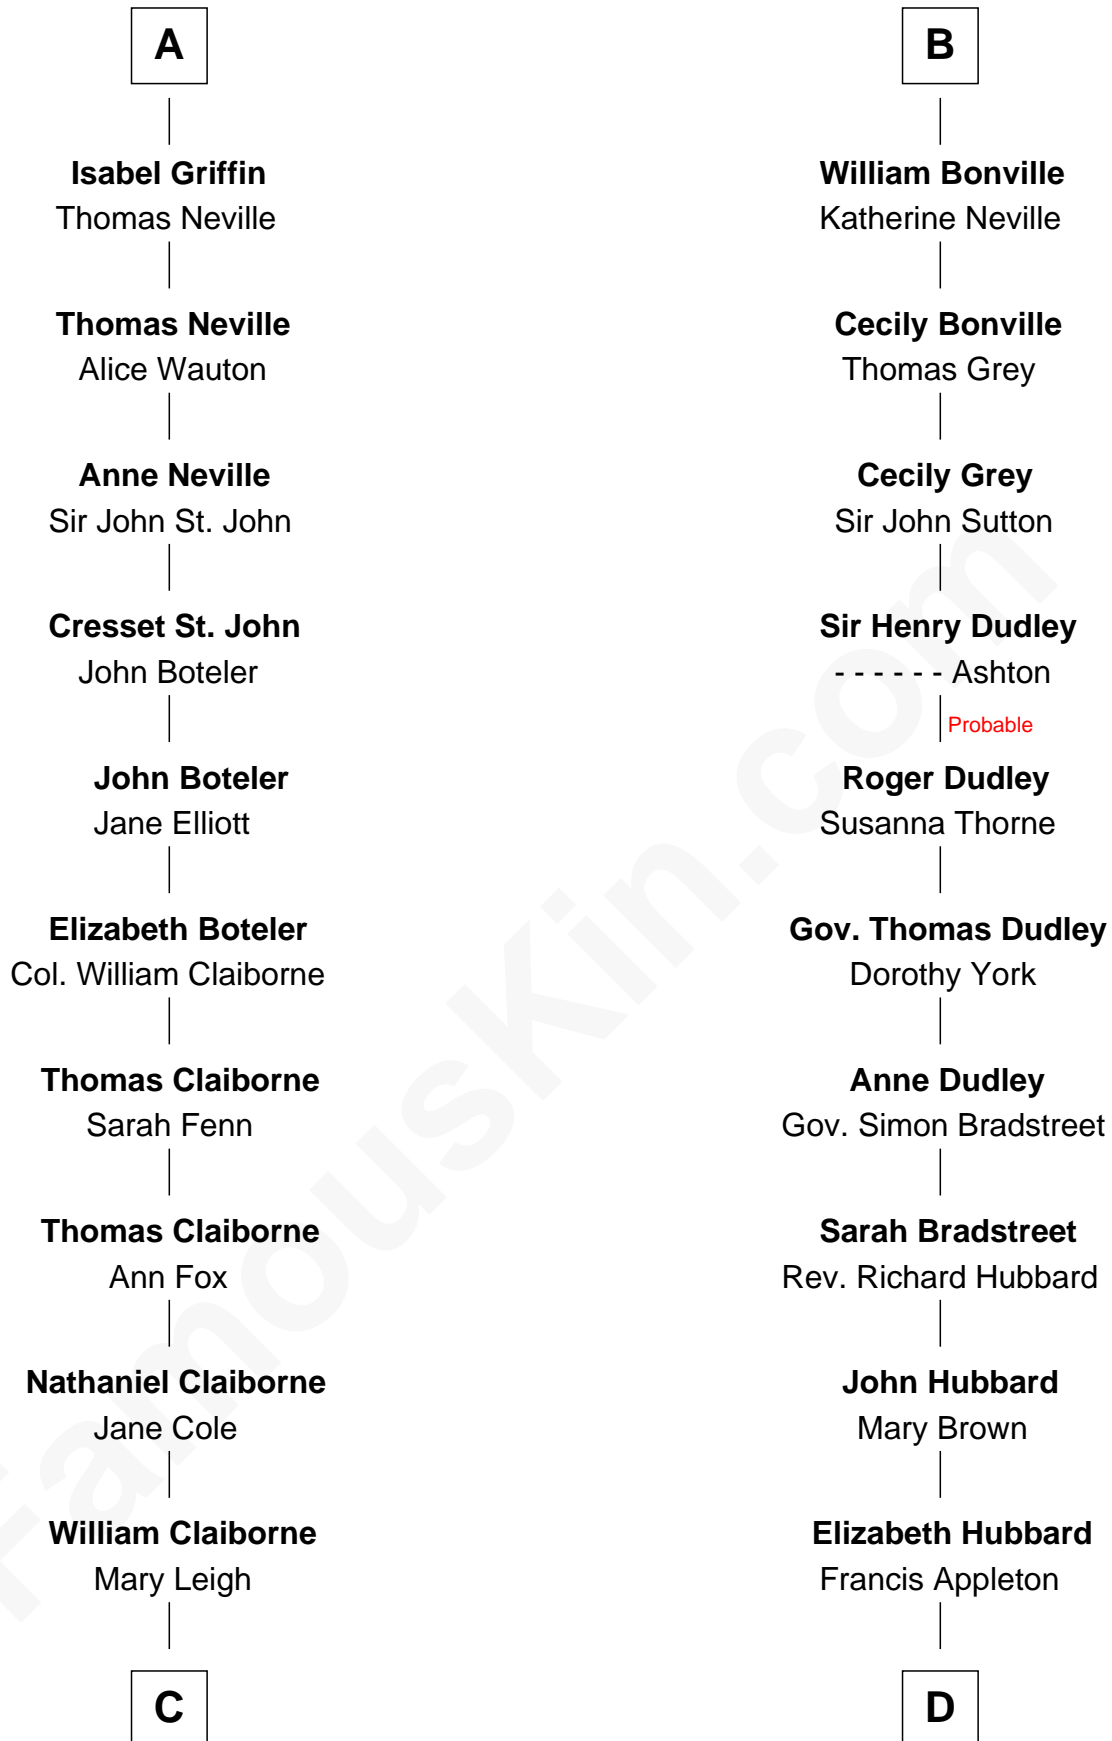 A
Isabel Griffin
Thomas Neville
Thomas Neville
Alice Wauton
Anne Neville
Sir John St. John
Cresset St. John
John Boteler
John Boteler
Jane Elliott
Elizabeth Boteler
Col. William Claiborne
Thomas Claiborne
Sarah Fenn
Thomas Claiborne
Ann Fox
Nathaniel Claiborne
Jane Cole
William Claiborne
Mary Leigh
C
B
William Bonville
Katherine Neville
Cecily Bonville
Thomas Grey
Cecily Grey
Sir John Sutton
Sir Henry Dudley
- - - - - - Ashton
Probable
Roger Dudley
Susanna Thorne
Gov. Thomas Dudley
Dorothy York
Anne Dudley
Gov. Simon Bradstreet
Sarah Bradstreet
Rev. Richard Hubbard
John Hubbard
Mary Brown
Elizabeth Hubbard
Francis Appleton
D
FamousKin.com